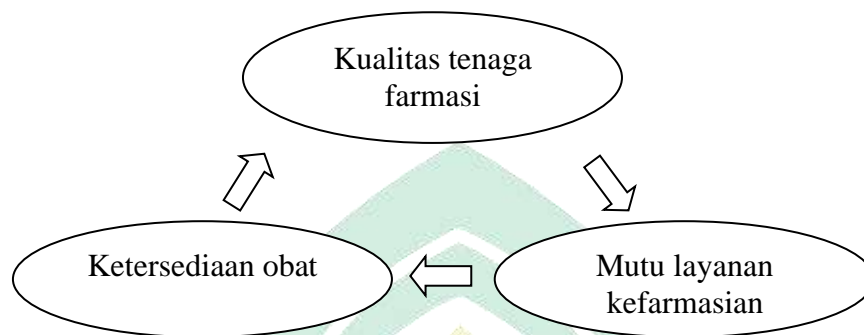 Kualitas tenaga
farmasi
Ketersediaan obat
Mutu layanan
kefarmasian